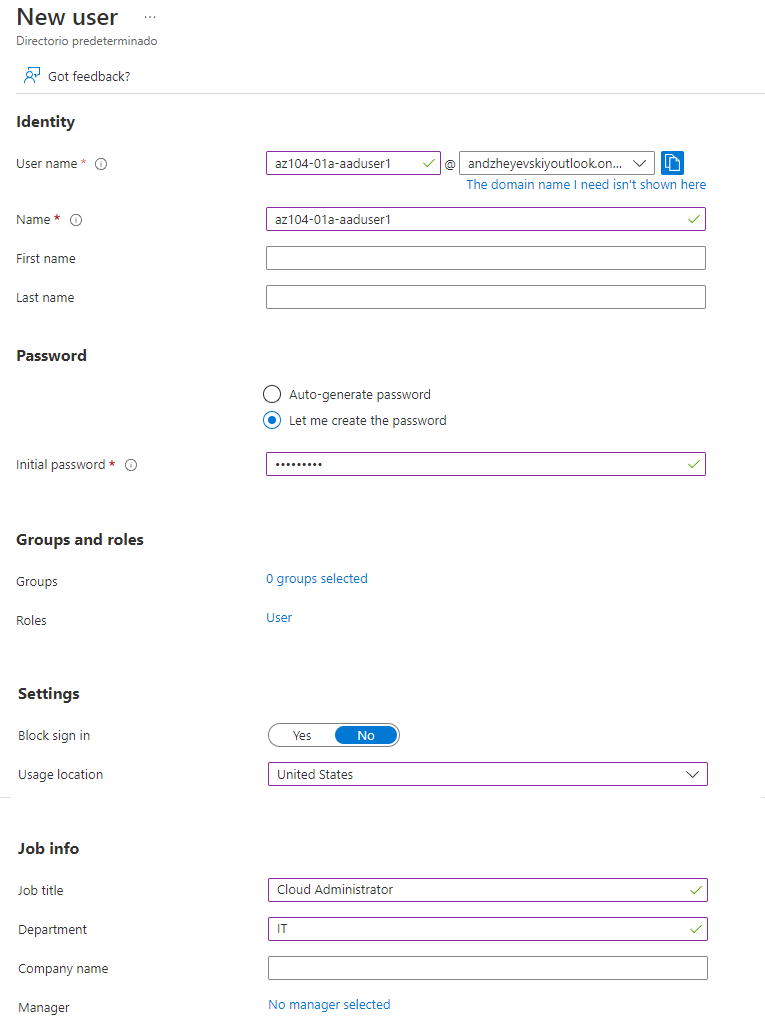 New user ...
Directorio predeterminado
Got feedback?
Identity
User name * az104-01a-aaduser1 @ andzheyevskiyoutlook.on...
The domain name I need isn't shown here
Name * az104-01a-aaduser1
First name
Last name
Password
Auto-generate password
Let me create the password
Initial password * •••••••••
Groups and roles
Groups 0 groups selected
Roles User
Settings
Block sign in Yes No
Usage location United States
Job info
Job title Cloud Administrator
Department IT
Company name
Manager No manager selected